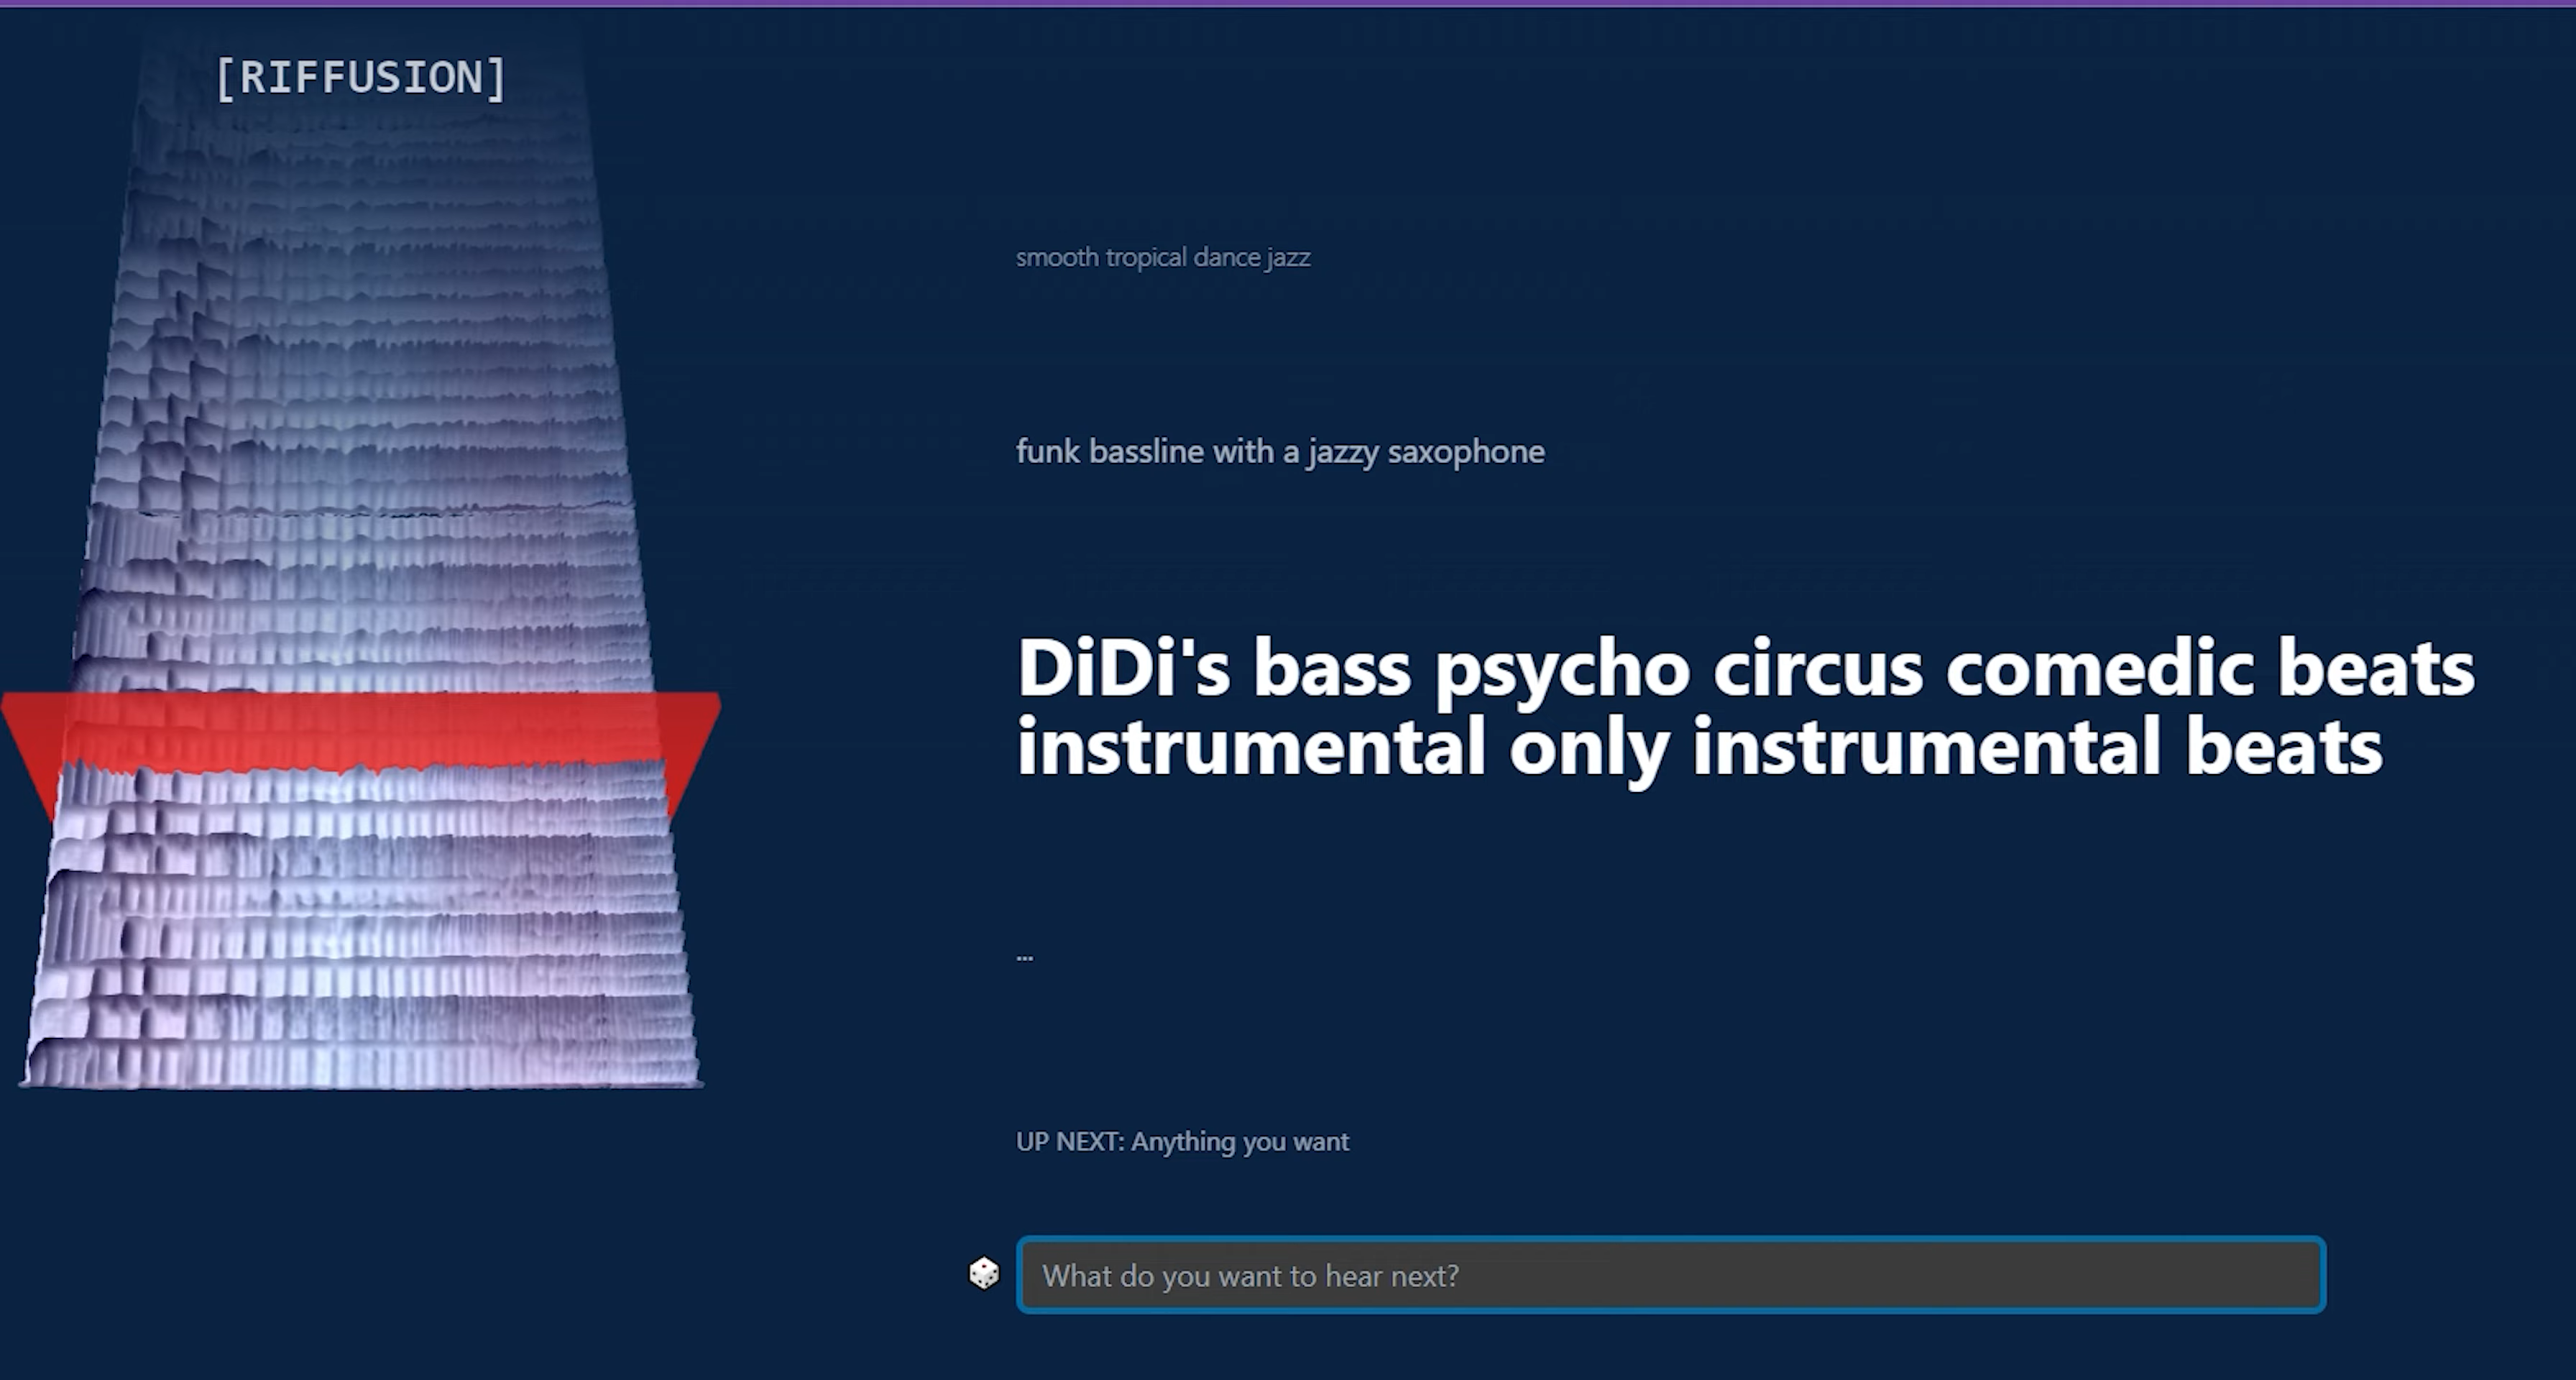 [RIFFUSION]
smooth tropical dance jazz
funk bassline with a jazzy saxophone
DiDi's bass psycho circus comedic beats
instrumental only instrumental beats
...
UP NEXT: Anything you want
What do you want to hear next?